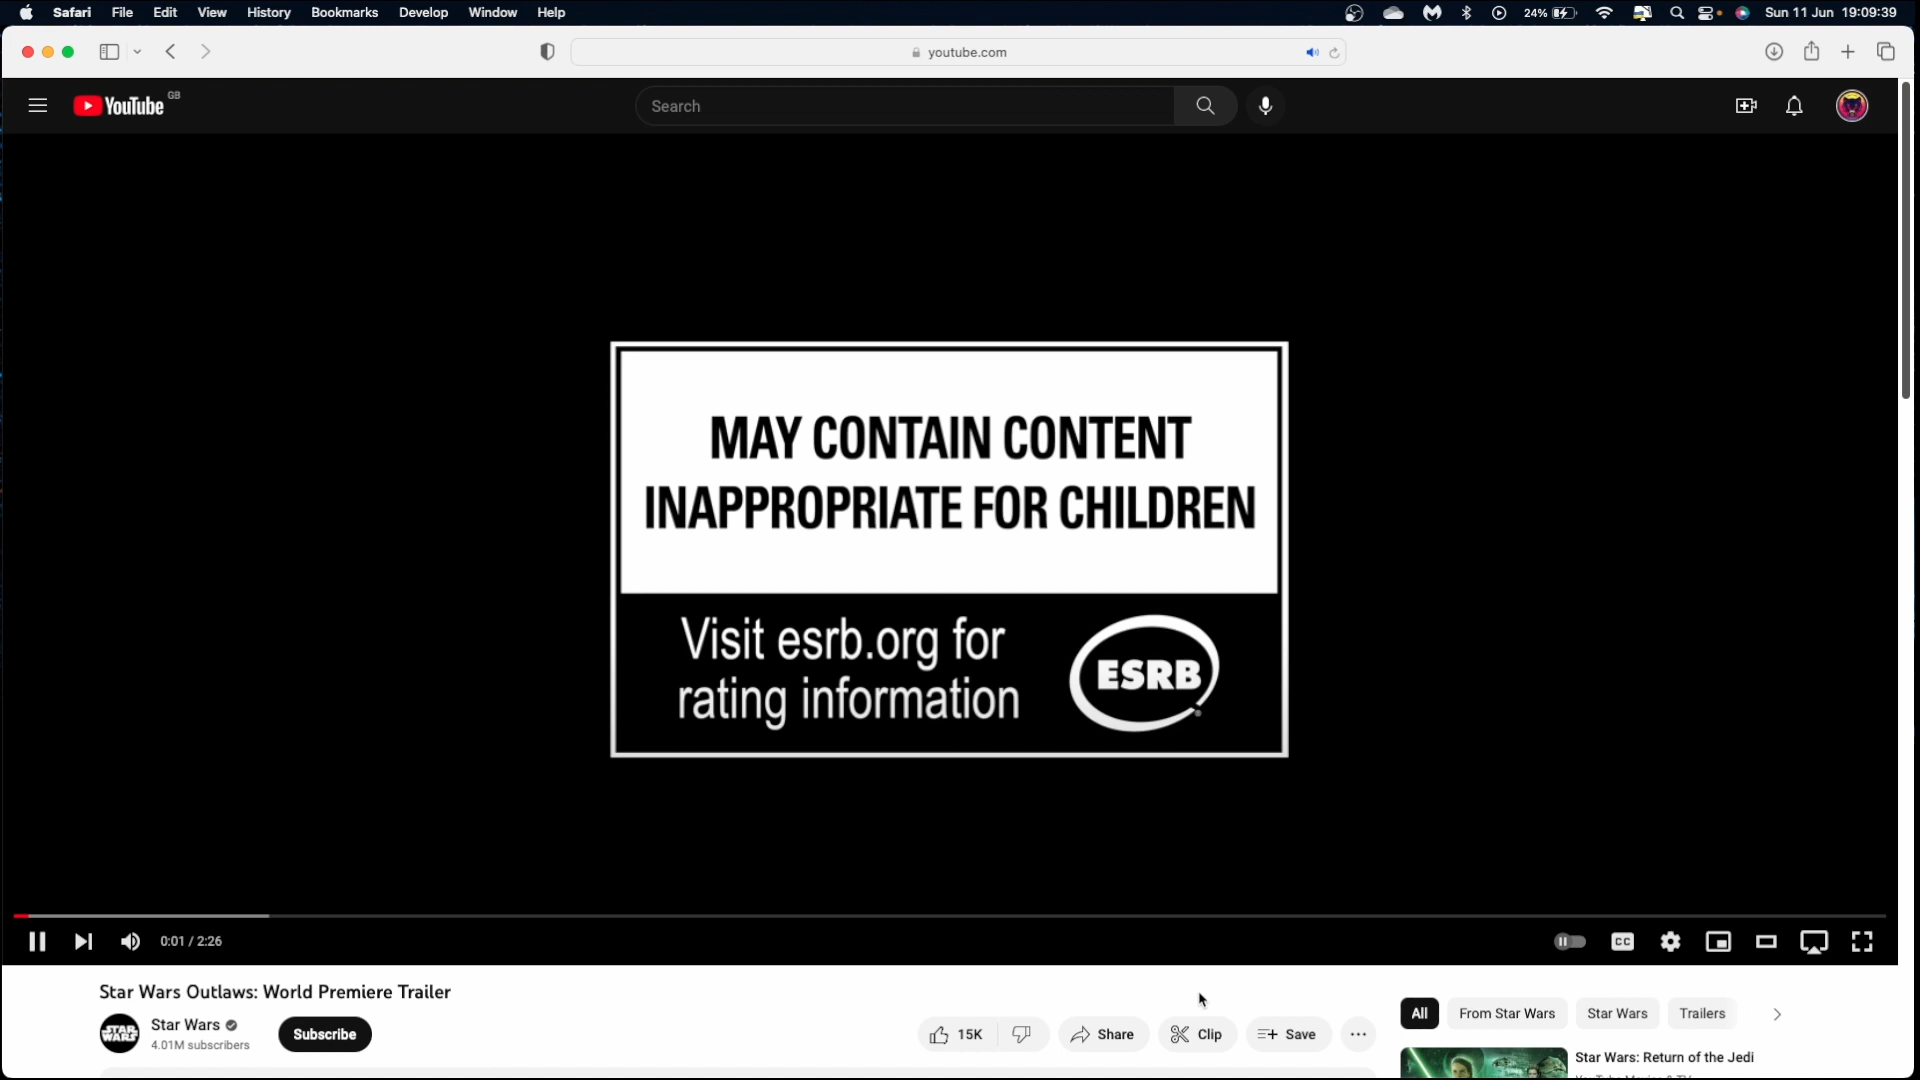 Safari File Edit View History Bookmarks Develop Window Help 24% Sun 11 Jun 19:09:39
youtube.com
YouTube GB Search
MAY CONTAIN CONTENT
INAPPROPRIATE FOR CHILDREN
Visit esrb.org for
rating information
ESRB
0:01 / 2:26 CC
Star Wars Outlaws: World Premiere Trailer
STAR WARS
Star Wars
4.01M subscribers
Subscribe
15K Share Clip Save
All From Star Wars Star Wars Trailers
Star Wars: Return of the Jedi